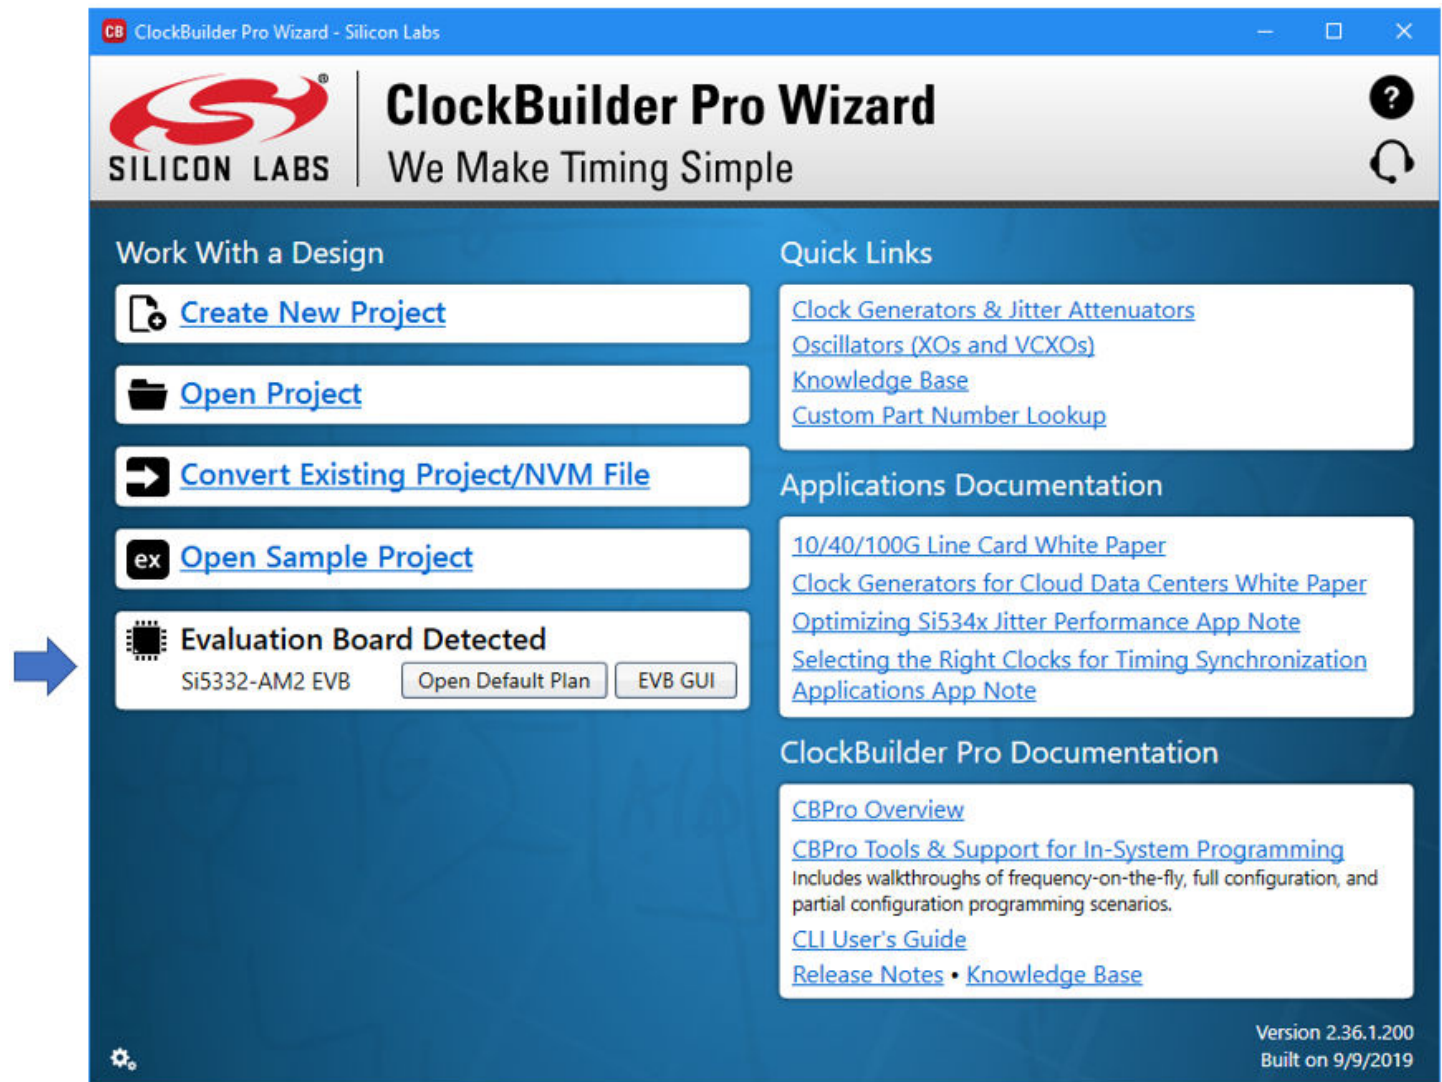 CB ClockBuilder Pro Wizard - Silicon Labs
SILICON LABS
®
ClockBuilder Pro Wizard
We Make Timing Simple
?
Work With a Design
Create New Project
Open Project
Convert Existing Project/NVM File
ex Open Sample Project
Evaluation Board Detected
Si5332-AM2 EVB Open Default Plan EVB GUI
Quick Links
Clock Generators & Jitter Attenuators
Oscillators (XOs and VCXOs)
Knowledge Base
Custom Part Number Lookup
Applications Documentation
10/40/100G Line Card White Paper
Clock Generators for Cloud Data Centers White Paper
Optimizing Si534x Jitter Performance App Note
Selecting the Right Clocks for Timing Synchronization
Applications App Note
ClockBuilder Pro Documentation
CBPro Overview
CBPro Tools & Support for In-System Programming
Includes walkthroughs of frequency-on-the-fly, full configuration, and
partial configuration programming scenarios.
CLI User's Guide
Release Notes • Knowledge Base
Version 2.36.1.200
Built on 9/9/2019